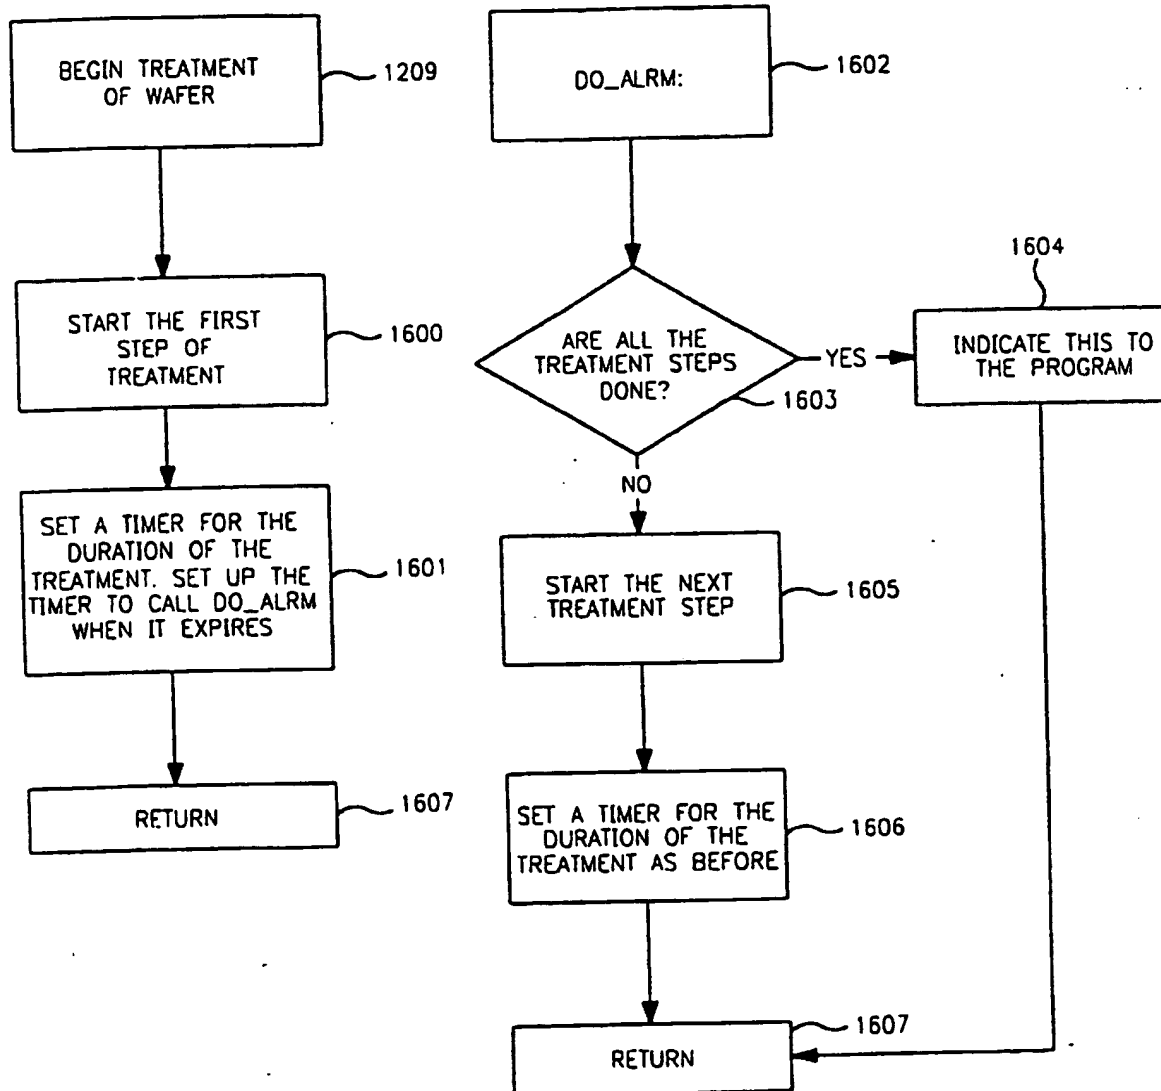 BEGIN TREATMENT
OF WAFER
1209
START THE FIRST
STEP OF
TREATMENT
1600
SET A TIMER FOR THE
DURATION OF THE
TREATMENT. SET UP THE
TIMER TO CALL DO_ALRM
WHEN IT EXPIRES
1601
RETURN
1607
DO_ALRM:
1602
ARE ALL THE
TREATMENT STEPS
DONE?
1603
YES
1604
INDICATE THIS TO
THE PROGRAM
NO
START THE NEXT
TREATMENT STEP
1605
SET A TIMER FOR THE
DURATION OF THE
TREATMENT AS BEFORE
1606
RETURN
1607